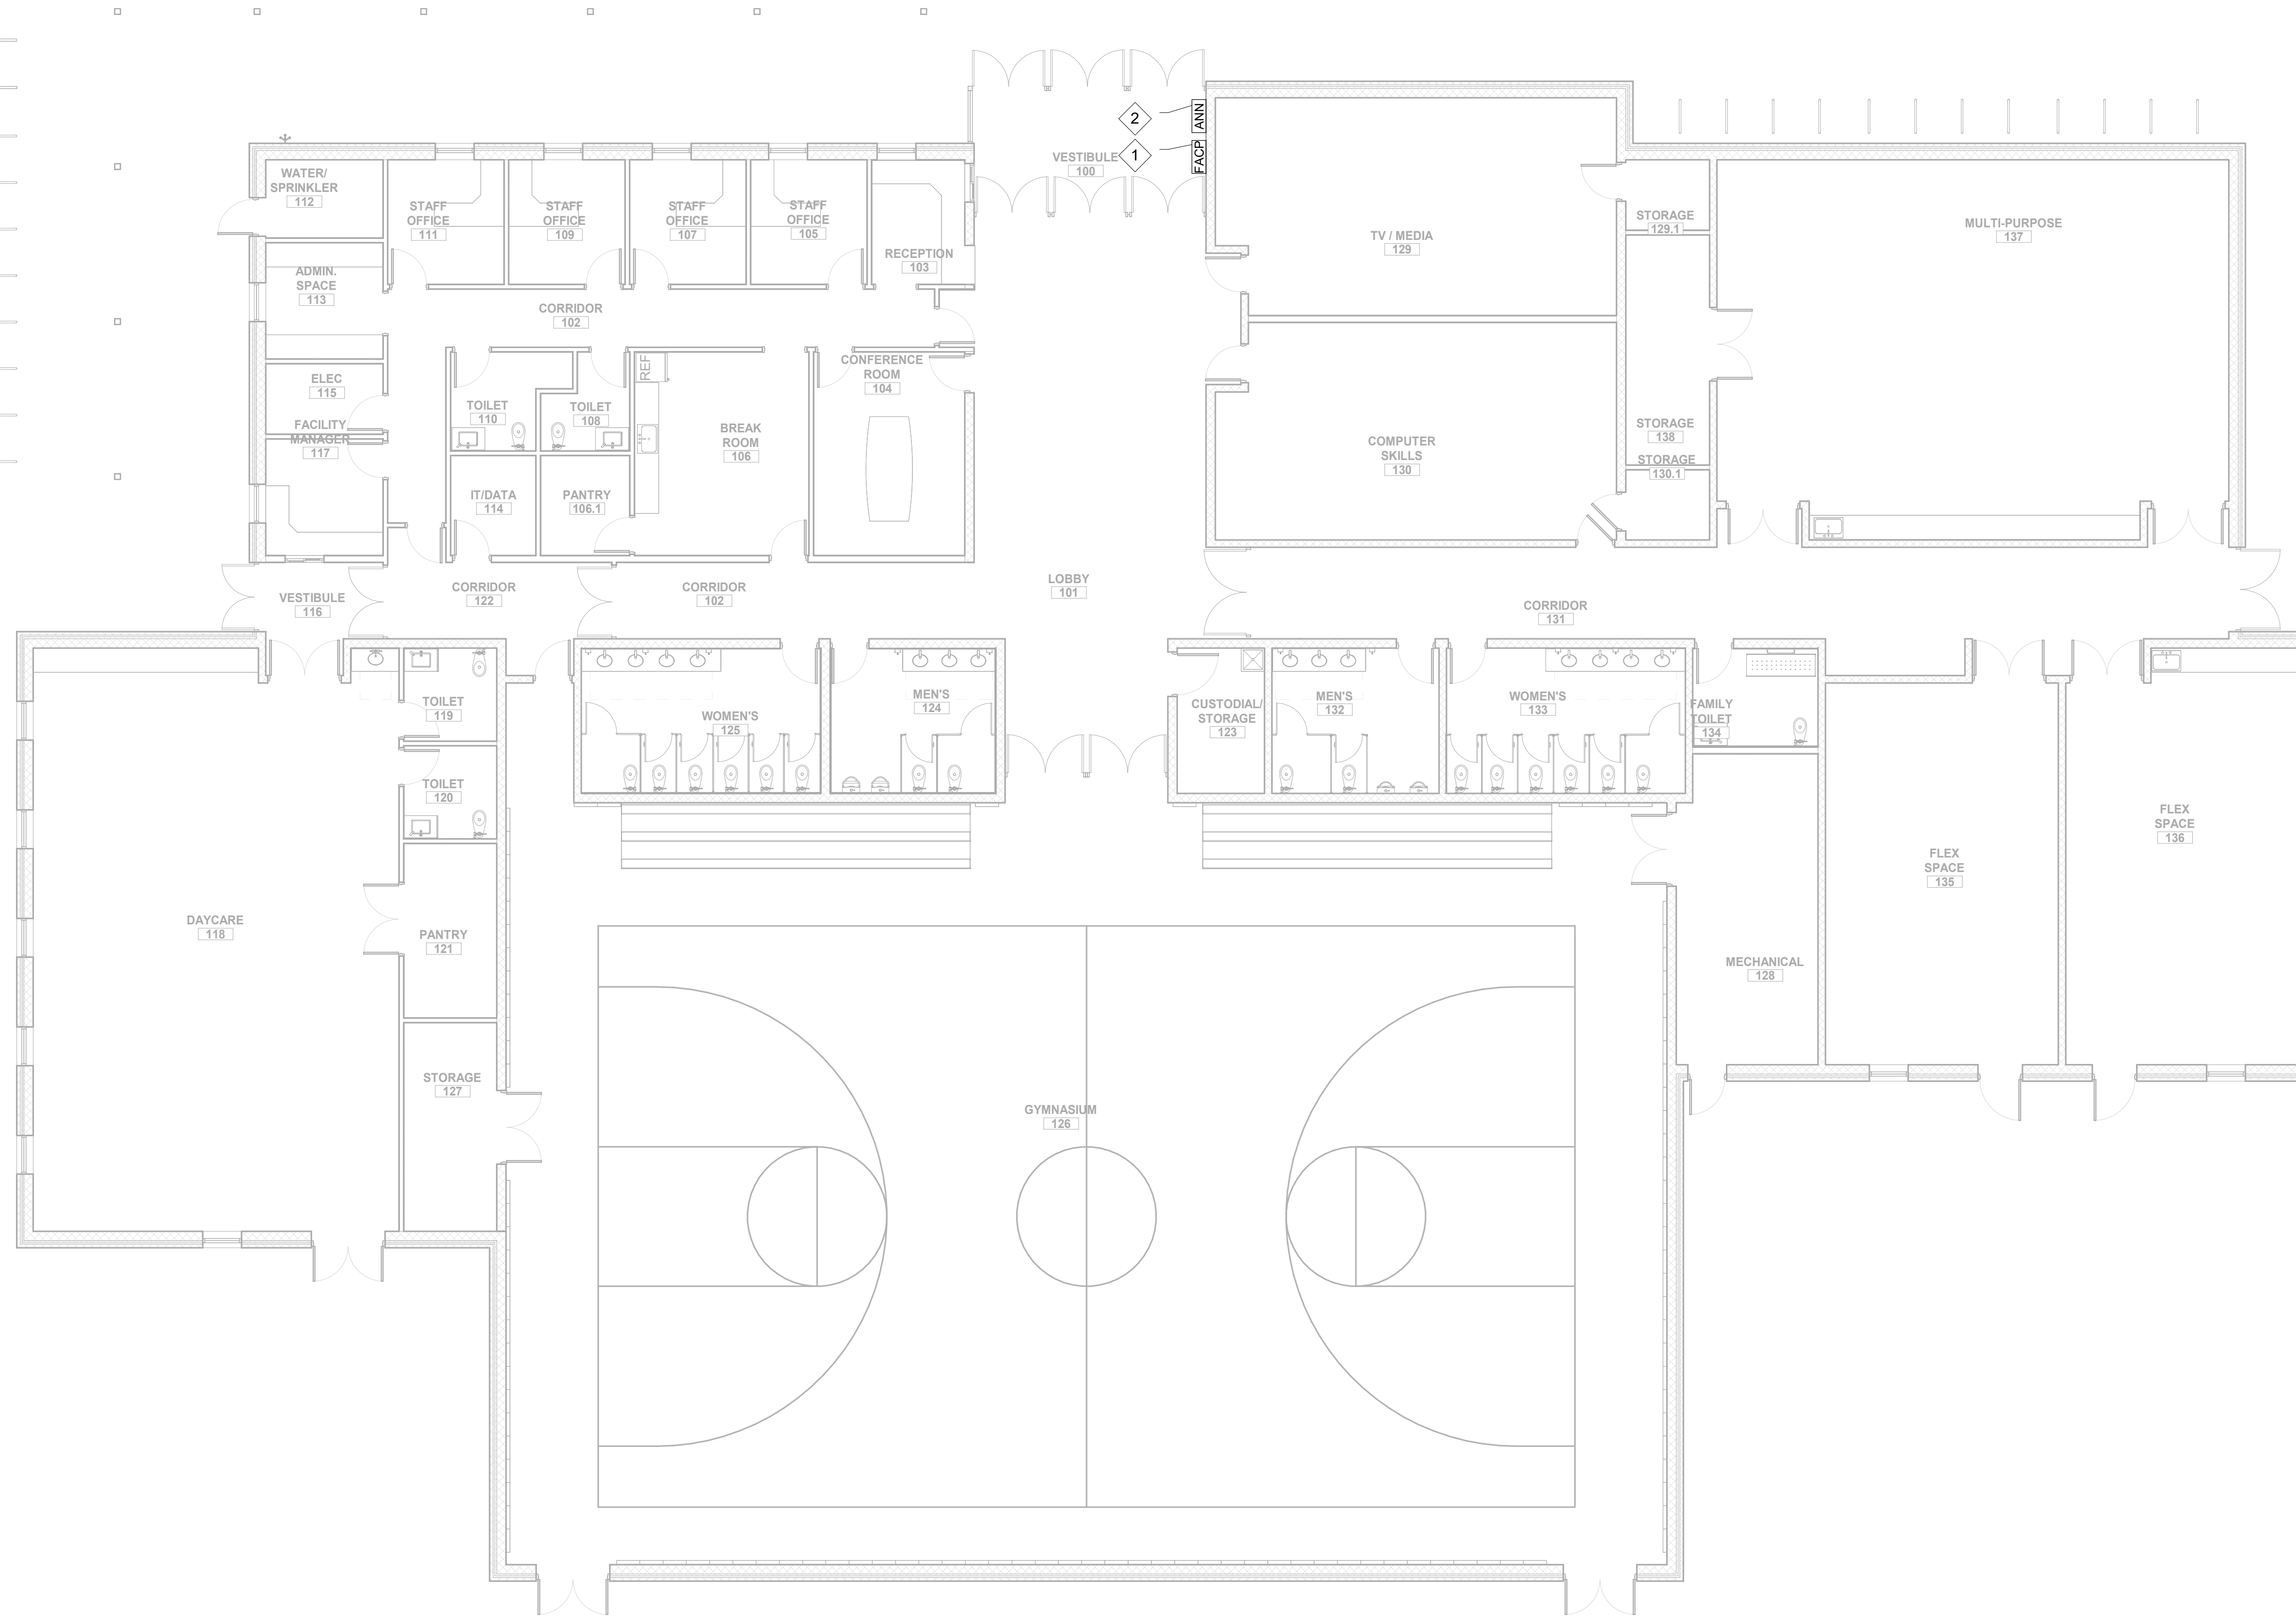 2
ANN
1
FACP
VESTIBULE
100
WATER/
SPRINKLER
112
STAFF
OFFICE
111
STAFF
OFFICE
109
STAFF
OFFICE
107
STAFF
OFFICE
105
RECEPTION
103
TV / MEDIA
129
STORAGE
129.1
MULTI-PURPOSE
137
ADMIN.
SPACE
113
CORRIDOR
102
ELEC
115
FACILITY
MANAGER
117
TOILET
110
TOILET
108
REF
BREAK
ROOM
106
CONFERENCE
ROOM
104
COMPUTER
SKILLS
130
STORAGE
138
STORAGE
130.1
IT/DATA
114
PANTRY
106.1
VESTIBULE
116
CORRIDOR
122
CORRIDOR
102
LOBBY
101
CORRIDOR
131
TOILET
119
WOMEN'S
125
MEN'S
124
CUSTODIAL/
STORAGE
123
MEN'S
132
WOMEN'S
133
FAMILY
TOILET
134
TOILET
120
FLEX
SPACE
136
FLEX
SPACE
135
DAYCARE
118
PANTRY
121
MECHANICAL
128
STORAGE
127
GYMNASIUM
126